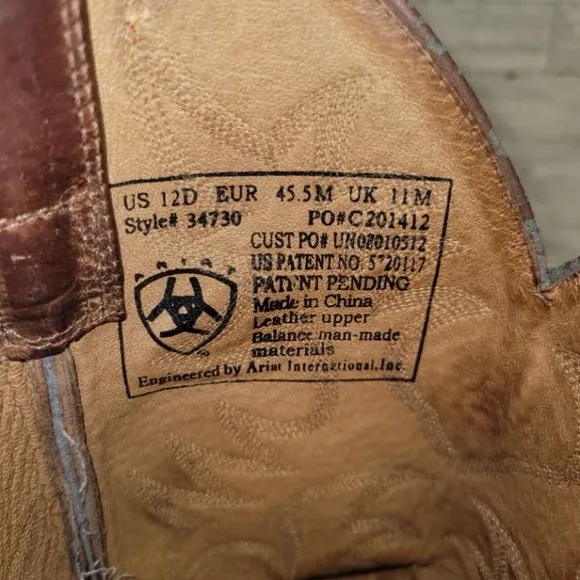 US 12D EUR 45.5M UK 11M
Style# 34730 PO#C201412
CUST PO# UN08010512
US PATENT NO. 5720117
PATENT PENDING
ARIAT
Made in China
Leather upper
Balance man-made
materials
Engineered by Ariat International,Inc.